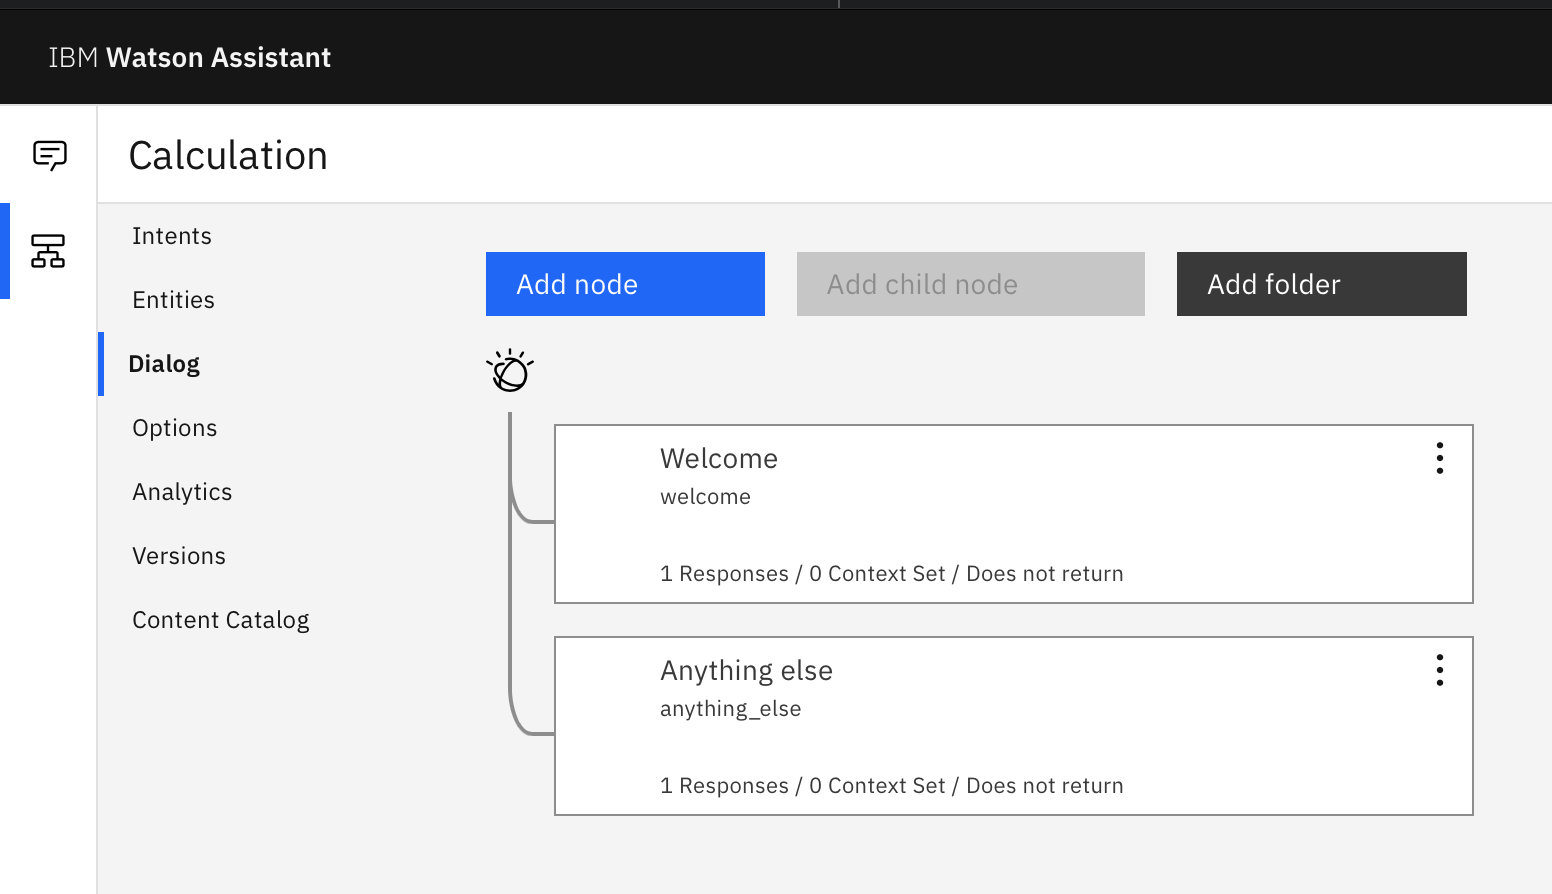 IBM Watson Assistant
Calculation
Intents
Entities
Dialog
Options
Analytics
Versions
Content Catalog
Add node
Add child node
Add folder
Welcome
welcome
1 Responses / 0 Context Set / Does not return
Anything else
anything_else
1 Responses / 0 Context Set / Does not return